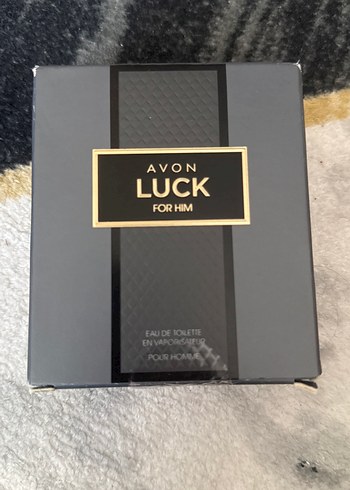 AVON
LUCK
FOR HIM
EAU DE TOILETTE
EN VAPORISATEUR
POUR HOMME